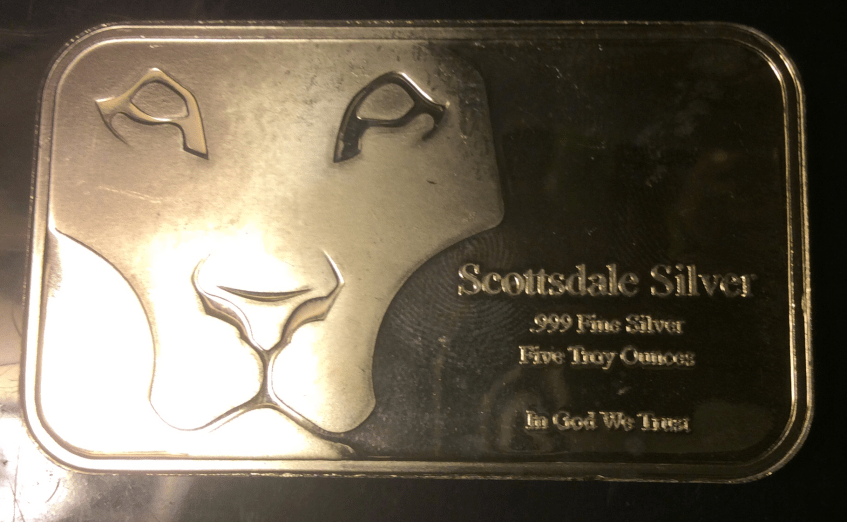 Scottsdale Silver
.999 Fine Silver
Five Troy Ounces
In God We Trust